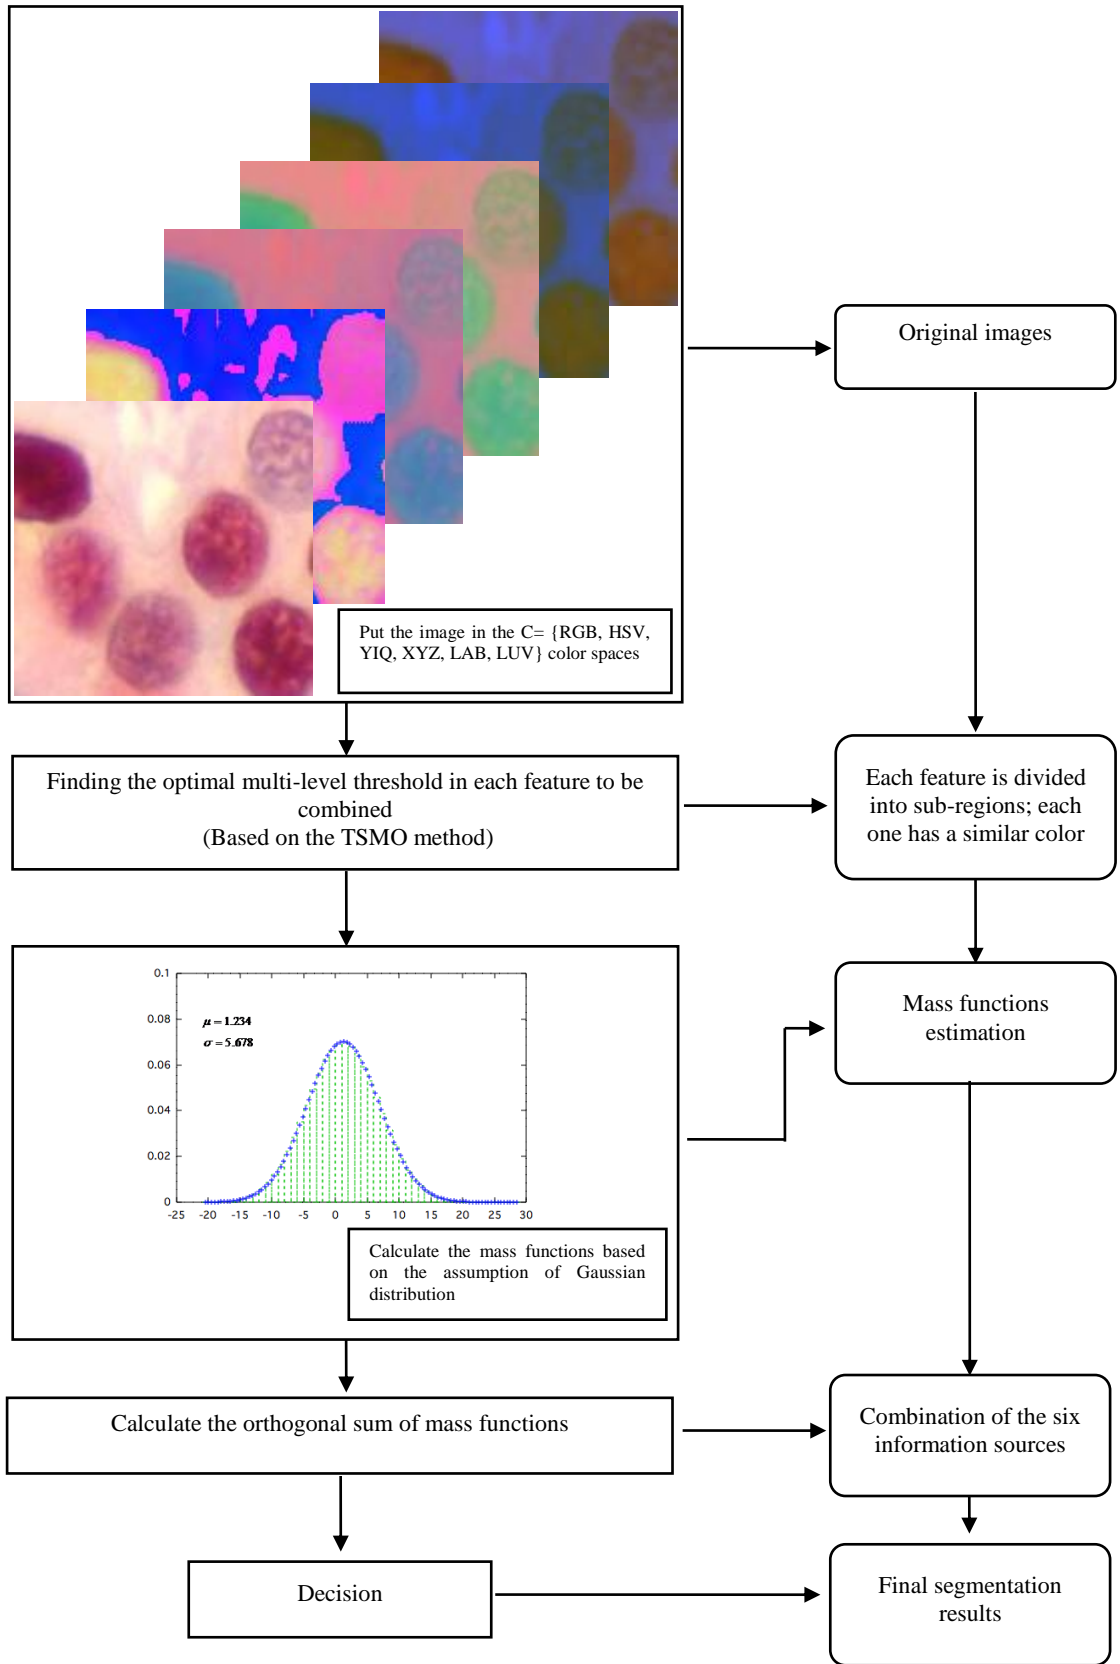 Original images
Put the image in the C= {RGB, HSV,
YIQ, XYZ, LAB, LUV} color spaces
Finding the optimal multi-level threshold in each feature to be
combined
(Based on the TSMO method)
Each feature is divided
into sub-regions; each
one has a similar color
0.1
0.08
0.06
0.04
0.02
0
μ = 1.234
σ = 5.678
-25 -20 -15 -10 -5 0 5 10 15 20 25 30
Calculate the mass functions based
on the assumption of Gaussian
distribution
Mass functions
estimation
Calculate the orthogonal sum of mass functions
Combination of the six
information sources
Decision
Final segmentation
results